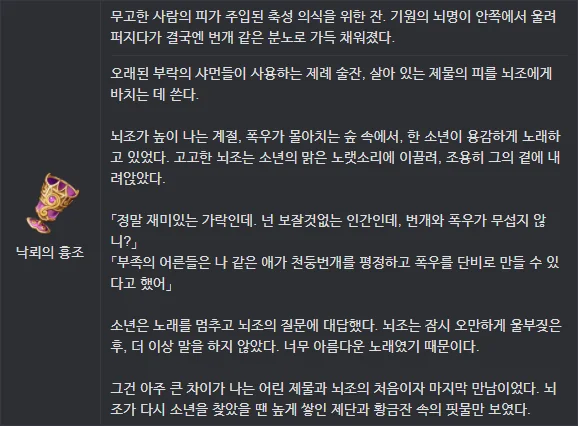 무고한 사람의 피가 주입된 축성 의식을 위한 잔. 기원의 뇌명이 안쪽에서 울려
퍼지다가 결국엔 번개 같은 분노로 가득 채워졌다.
낙뢰의 흉조
오래된 부락의 샤먼들이 사용하는 제례 술잔, 살아 있는 제물의 피를 뇌조에게
바치는 데 쓴다.
뇌조가 높이 나는 계절, 폭우가 몰아치는 숲 속에서, 한 소년이 용감하게 노래하
고 있었다. 고고한 뇌조는 소년의 맑은 노랫소리에 이끌려, 조용히 그의 곁에 내
려앉았다.
「정말 재미있는 가락인데. 넌 보잘것없는 인간인데, 번개와 폭우가 무섭지 않
니?」
「부족의 어른들은 나 같은 애가 천둥번개를 평정하고 폭우를 단비로 만들 수 있
다고 했어」
소년은 노래를 멈추고 뇌조의 질문에 대답했다. 뇌조는 잠시 오만하게 울부짖은
후, 더 이상 말을 하지 않았다. 너무 아름다운 노래였기 때문이다.
그건 아주 큰 차이가 나는 어린 제물과 뇌조의 처음이자 마지막 만남이었다. 뇌
조가 다시 소년을 찾았을 땐 높게 쌓인 제단과 황금잔 속의 핏물만 보였다.